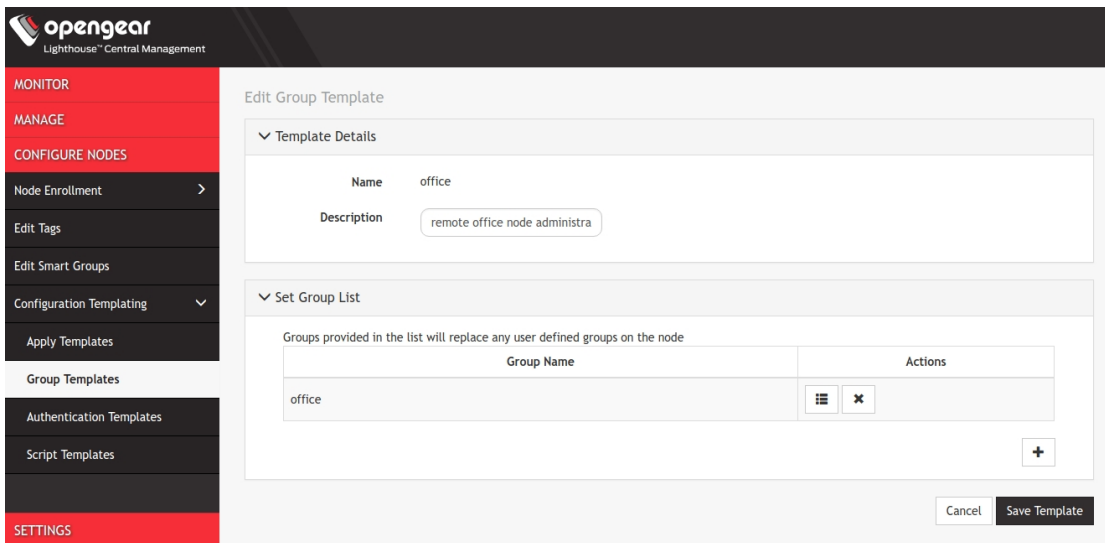 opengear
Lighthouse™ Central Management
MONITOR
MANAGE
CONFIGURE NODES
Node Enrollment
Edit Tags
Edit Smart Groups
Configuration Templating
Apply Templates
Group Templates
Authentication Templates
Script Templates
SETTINGS
Edit Group Template
Template Details
Name office
Description remote office node administra
Set Group List
Groups provided in the list will replace any user defined groups on the node
Group Name Actions
office
Cancel Save Template